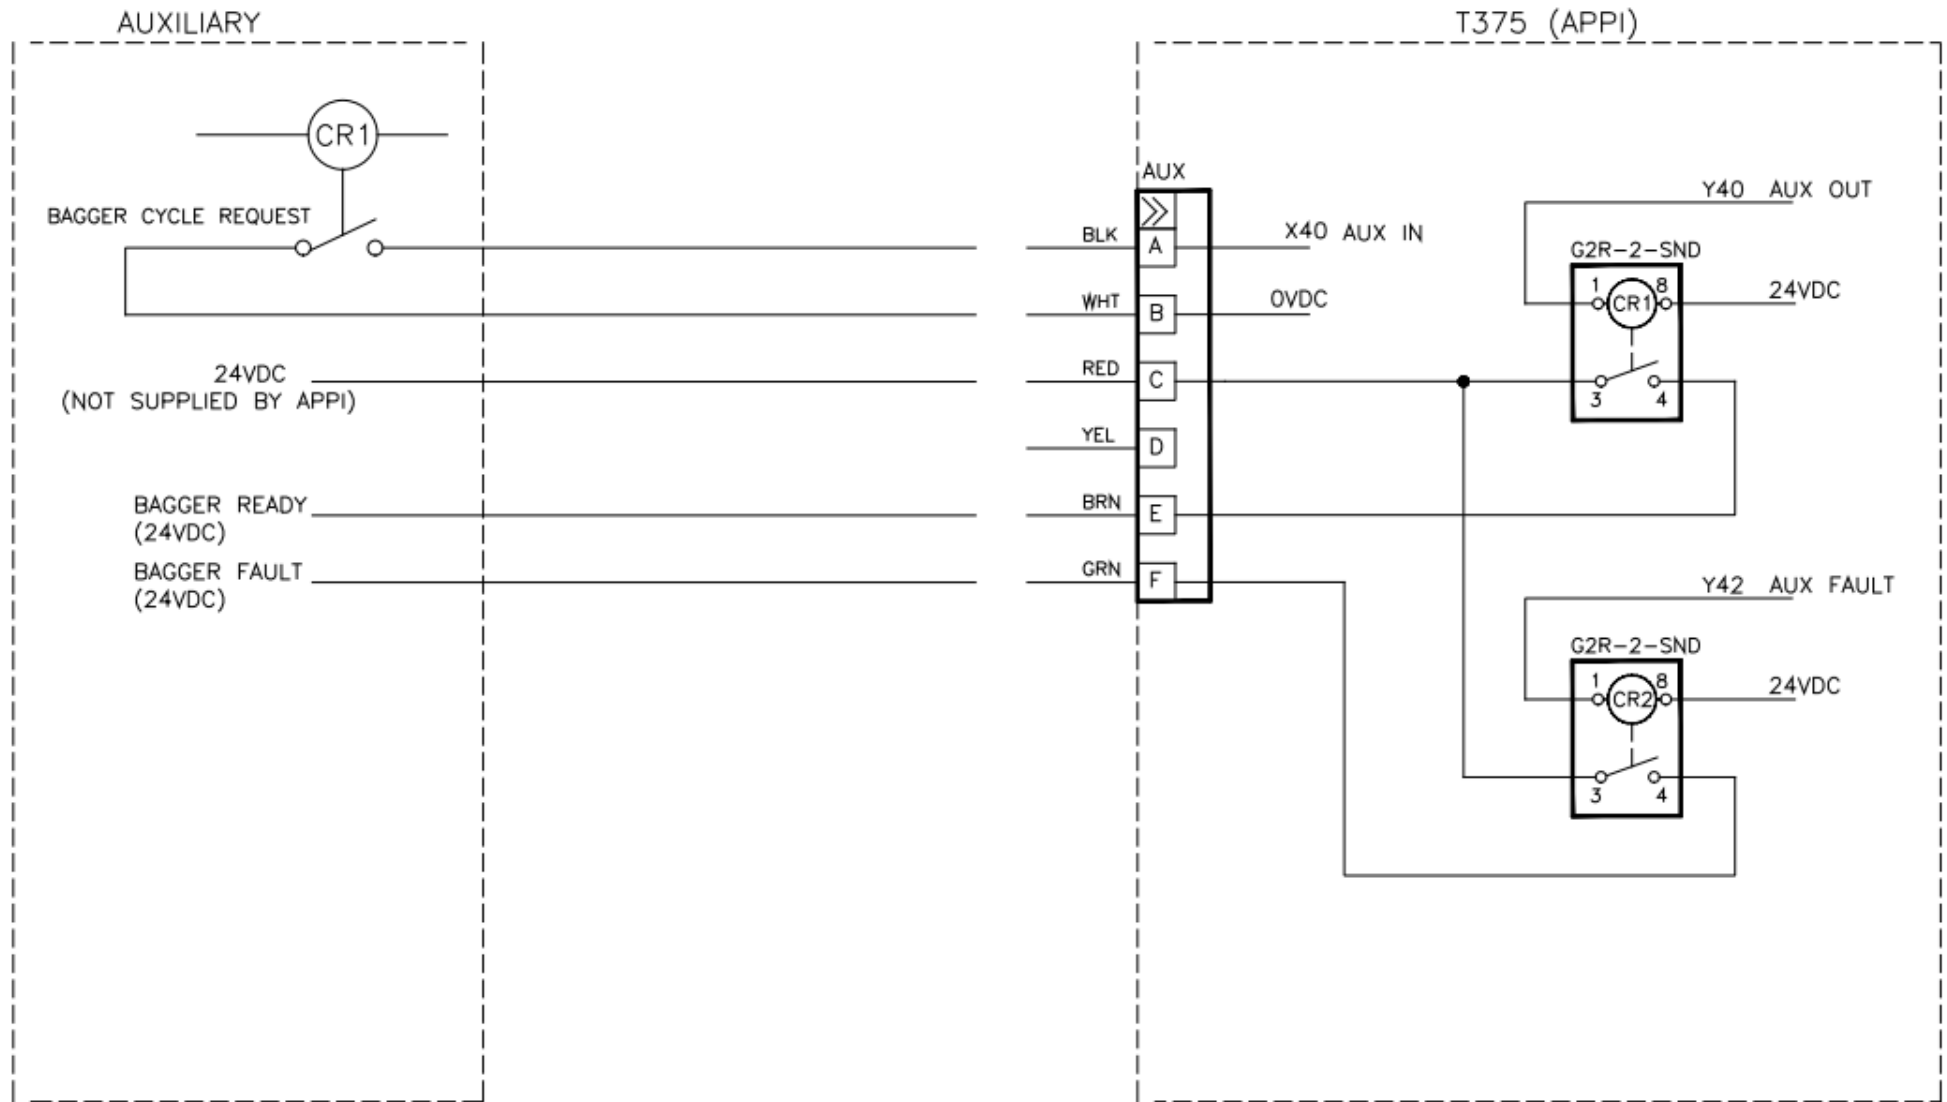 AUXILIARY
CR1
BAGGER CYCLE REQUEST
24VDC
(NOT SUPPLIED BY APPI)
BAGGER READY
(24VDC)
BAGGER FAULT
(24VDC)
T375 (APPI)
AUX
BLK A X40 AUX IN
WHT B 0VDC
RED C
YEL D
BRN E
GRN F
Y40 AUX OUT
G2R-2-SND
1 CR1 8 24VDC
3 4
Y42 AUX FAULT
G2R-2-SND
1 CR2 8 24VDC
3 4